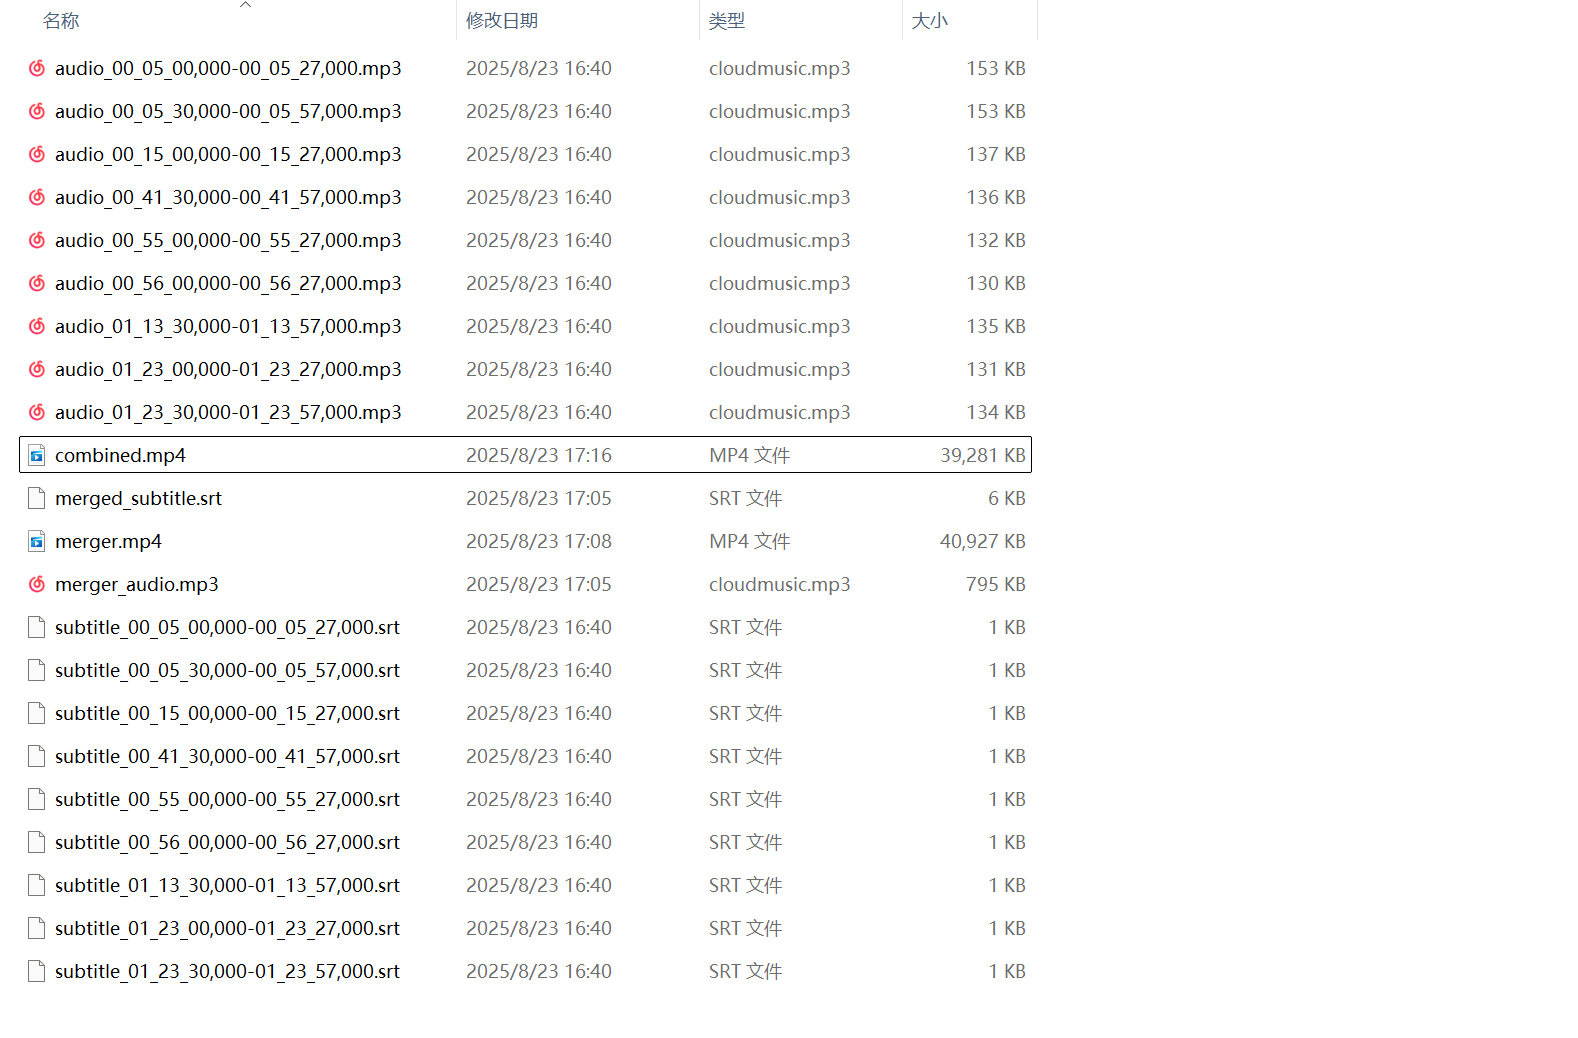 名称 修改日期 类型 大小
audio_00_05_00,000-00_05_27,000.mp3 2025/8/23 16:40 cloudmusic.mp3 153 KB
audio_00_05_30,000-00_05_57,000.mp3 2025/8/23 16:40 cloudmusic.mp3 153 KB
audio_00_15_00,000-00_15_27,000.mp3 2025/8/23 16:40 cloudmusic.mp3 137 KB
audio_00_41_30,000-00_41_57,000.mp3 2025/8/23 16:40 cloudmusic.mp3 136 KB
audio_00_55_00,000-00_55_27,000.mp3 2025/8/23 16:40 cloudmusic.mp3 132 KB
audio_00_56_00,000-00_56_27,000.mp3 2025/8/23 16:40 cloudmusic.mp3 130 KB
audio_01_13_30,000-01_13_57,000.mp3 2025/8/23 16:40 cloudmusic.mp3 135 KB
audio_01_23_00,000-01_23_27,000.mp3 2025/8/23 16:40 cloudmusic.mp3 131 KB
audio_01_23_30,000-01_23_57,000.mp3 2025/8/23 16:40 cloudmusic.mp3 134 KB
combined.mp4 2025/8/23 17:16 MP4 文件 39,281 KB
merged_subtitle.srt 2025/8/23 17:05 SRT 文件 6 KB
merger.mp4 2025/8/23 17:08 MP4 文件 40,927 KB
merger_audio.mp3 2025/8/23 17:05 cloudmusic.mp3 795 KB
subtitle_00_05_00,000-00_05_27,000.srt 2025/8/23 16:40 SRT 文件 1 KB
subtitle_00_05_30,000-00_05_57,000.srt 2025/8/23 16:40 SRT 文件 1 KB
subtitle_00_15_00,000-00_15_27,000.srt 2025/8/23 16:40 SRT 文件 1 KB
subtitle_00_41_30,000-00_41_57,000.srt 2025/8/23 16:40 SRT 文件 1 KB
subtitle_00_55_00,000-00_55_27,000.srt 2025/8/23 16:40 SRT 文件 1 KB
subtitle_00_56_00,000-00_56_27,000.srt 2025/8/23 16:40 SRT 文件 1 KB
subtitle_01_13_30,000-01_13_57,000.srt 2025/8/23 16:40 SRT 文件 1 KB
subtitle_01_23_00,000-01_23_27,000.srt 2025/8/23 16:40 SRT 文件 1 KB
subtitle_01_23_30,000-01_23_57,000.srt 2025/8/23 16:40 SRT 文件 1 KB